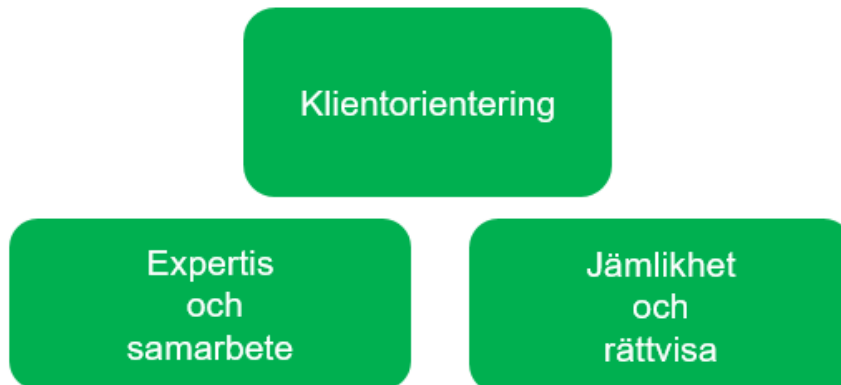 Klientorientering
Expertis
och
samarbete
Jämlikhet
och
rättvisa